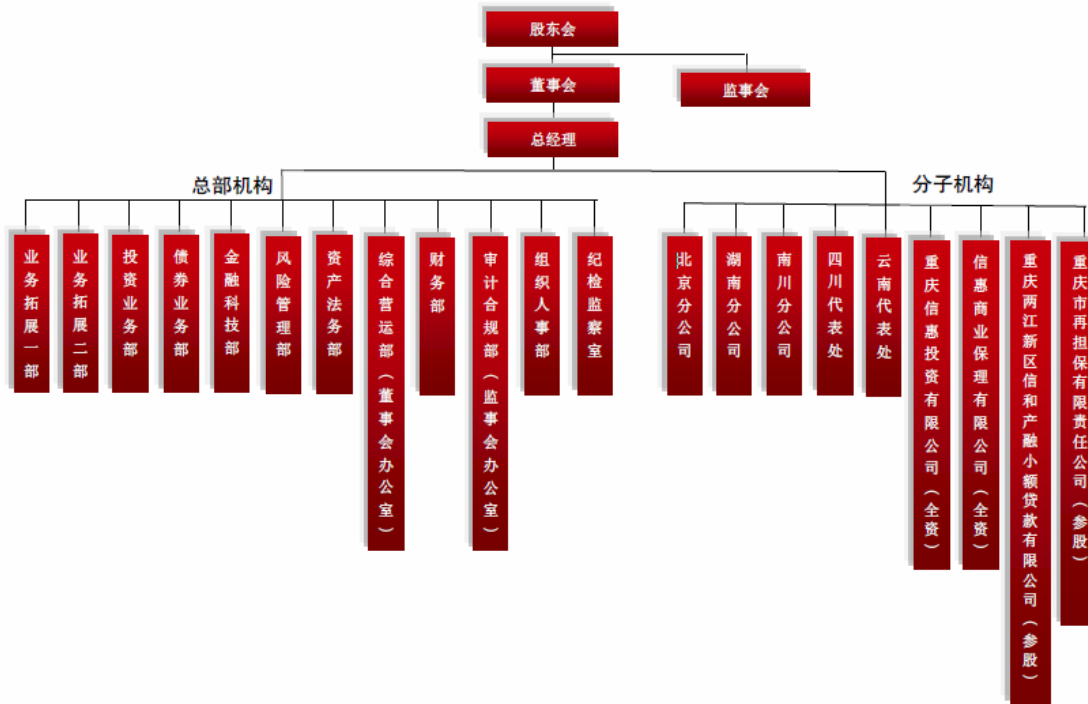 股东会
董事会
监事会
总经理
总部机构
分子机构
业务拓展一部
业务拓展二部
投资业务部
债券业务部
金融科技部
风险管理部
资产法务部
综合营运部（董事会办公室）
财务部
审计合规部（监事会办公室）
组织人事部
纪检监察室
北京分公司
湖南分公司
南川分公司
四川代表处
云南代表处
重庆信惠投资有限公司（全资）
信惠商业保理有限公司（全资）
重庆两江新区信和产融小额贷款有限公司（参股）
重庆市再担保有限责任公司（参股）